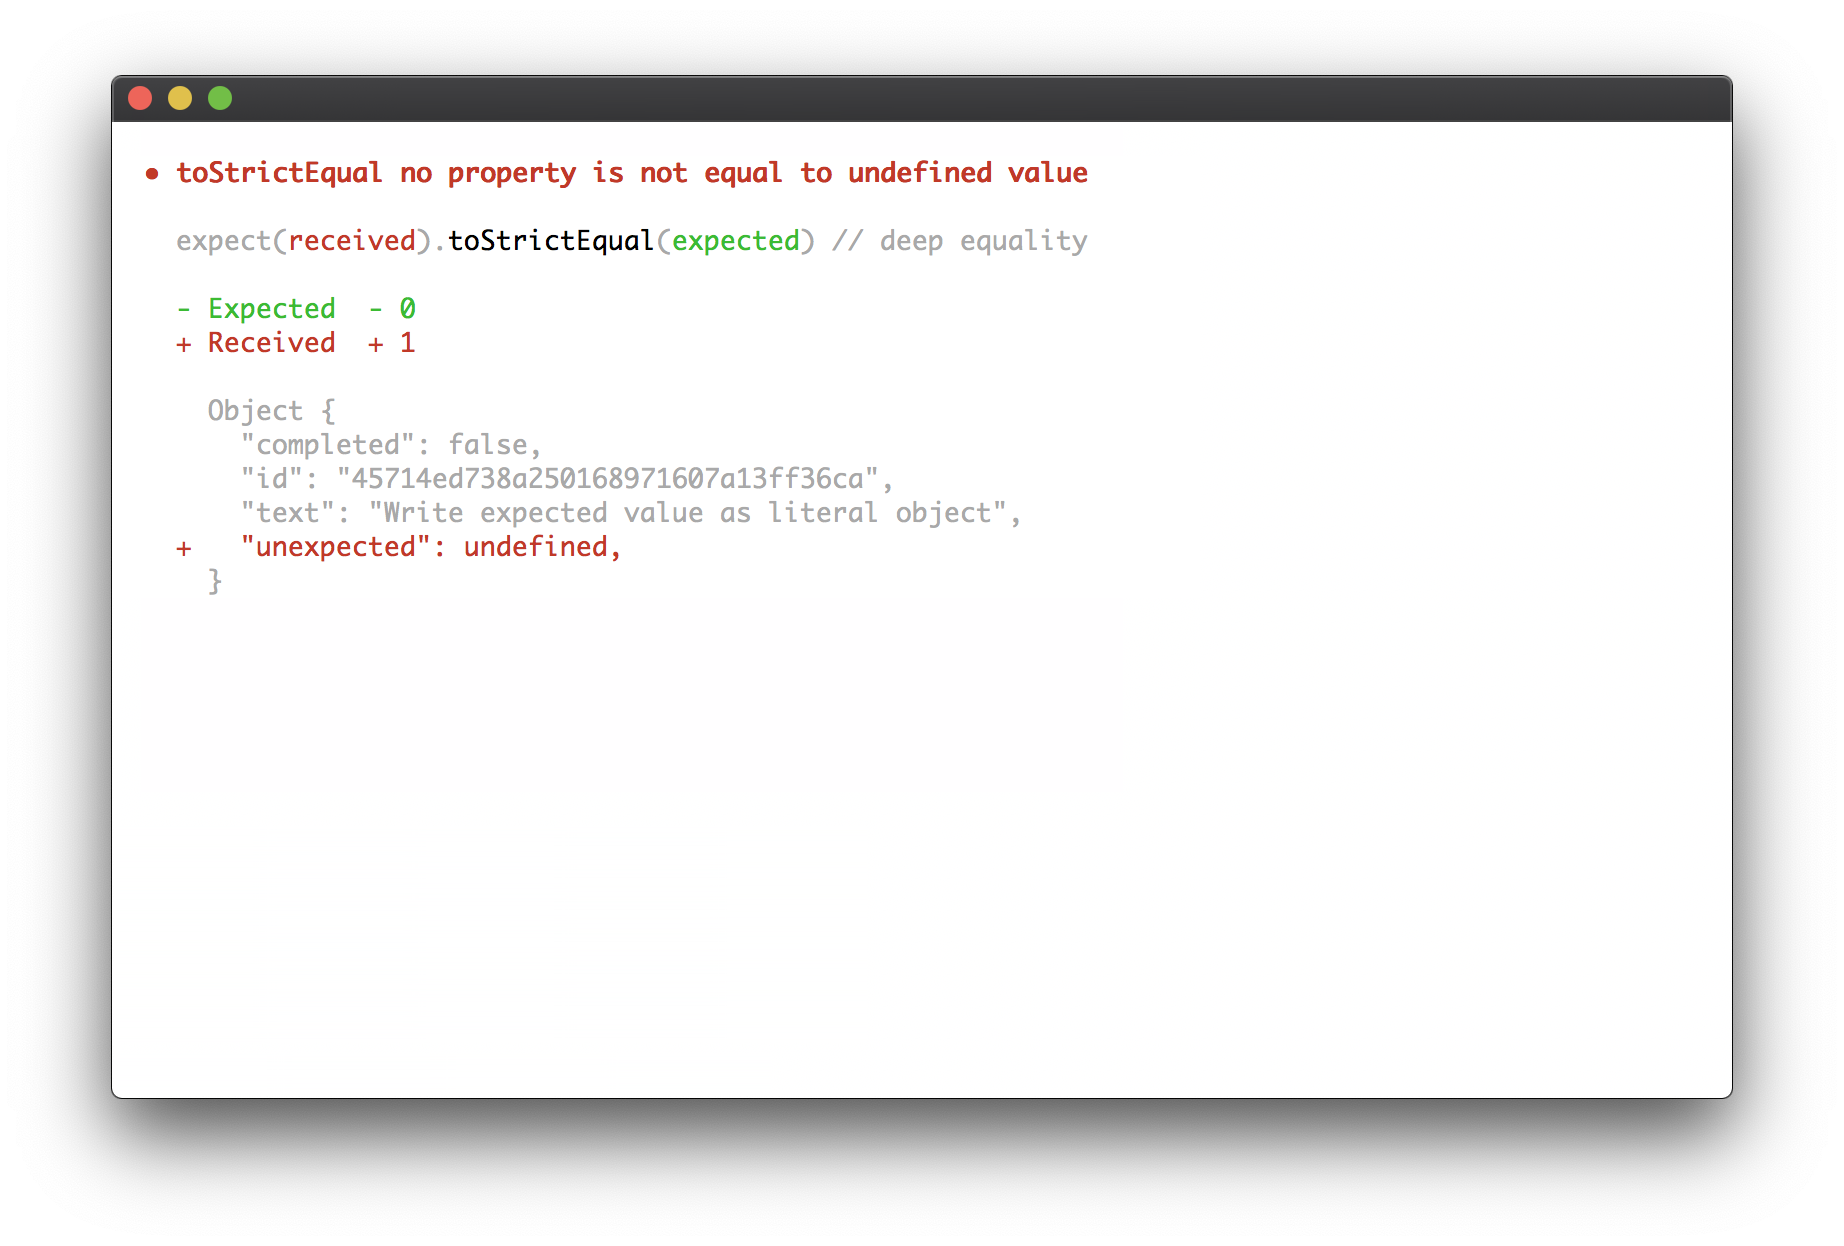 • toStrictEqual no property is not equal to undefined value
expect(received).toStrictEqual(expected) // deep equality
- Expected  - 0
+ Received  + 1
Object {
"completed": false,
"id": "45714ed738a250168971607a13ff36ca",
"text": "Write expected value as literal object",
+   "unexpected": undefined,
}